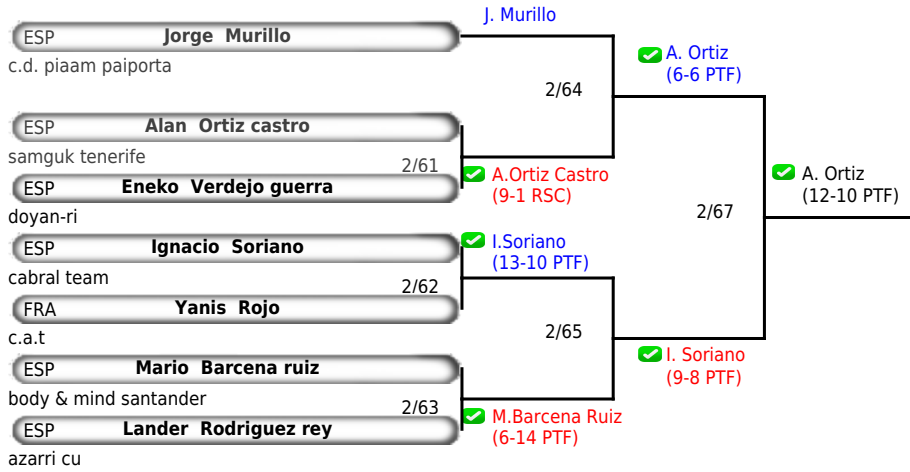 J. Murillo
ESP Jorge Murillo
c.d. piaam paiporta
A. Ortiz
(6-6 PTF)
2/64
ESP Alan Ortiz castro
samguk tenerife
2/61
A.Ortiz Castro
(9-1 RSC)
ESP Eneko Verdejo guerra
doyan-ri
A. Ortiz
(12-10 PTF)
2/67
ESP Ignacio Soriano
cabral team
I.Soriano
(13-10 PTF)
2/62
FRA Yanis Rojo
c.a.t
2/65
I. Soriano
(9-8 PTF)
ESP Mario Barcena ruiz
body & mind santander
2/63
M.Barcena Ruiz
(6-14 PTF)
ESP Lander Rodriguez rey
azarri cu